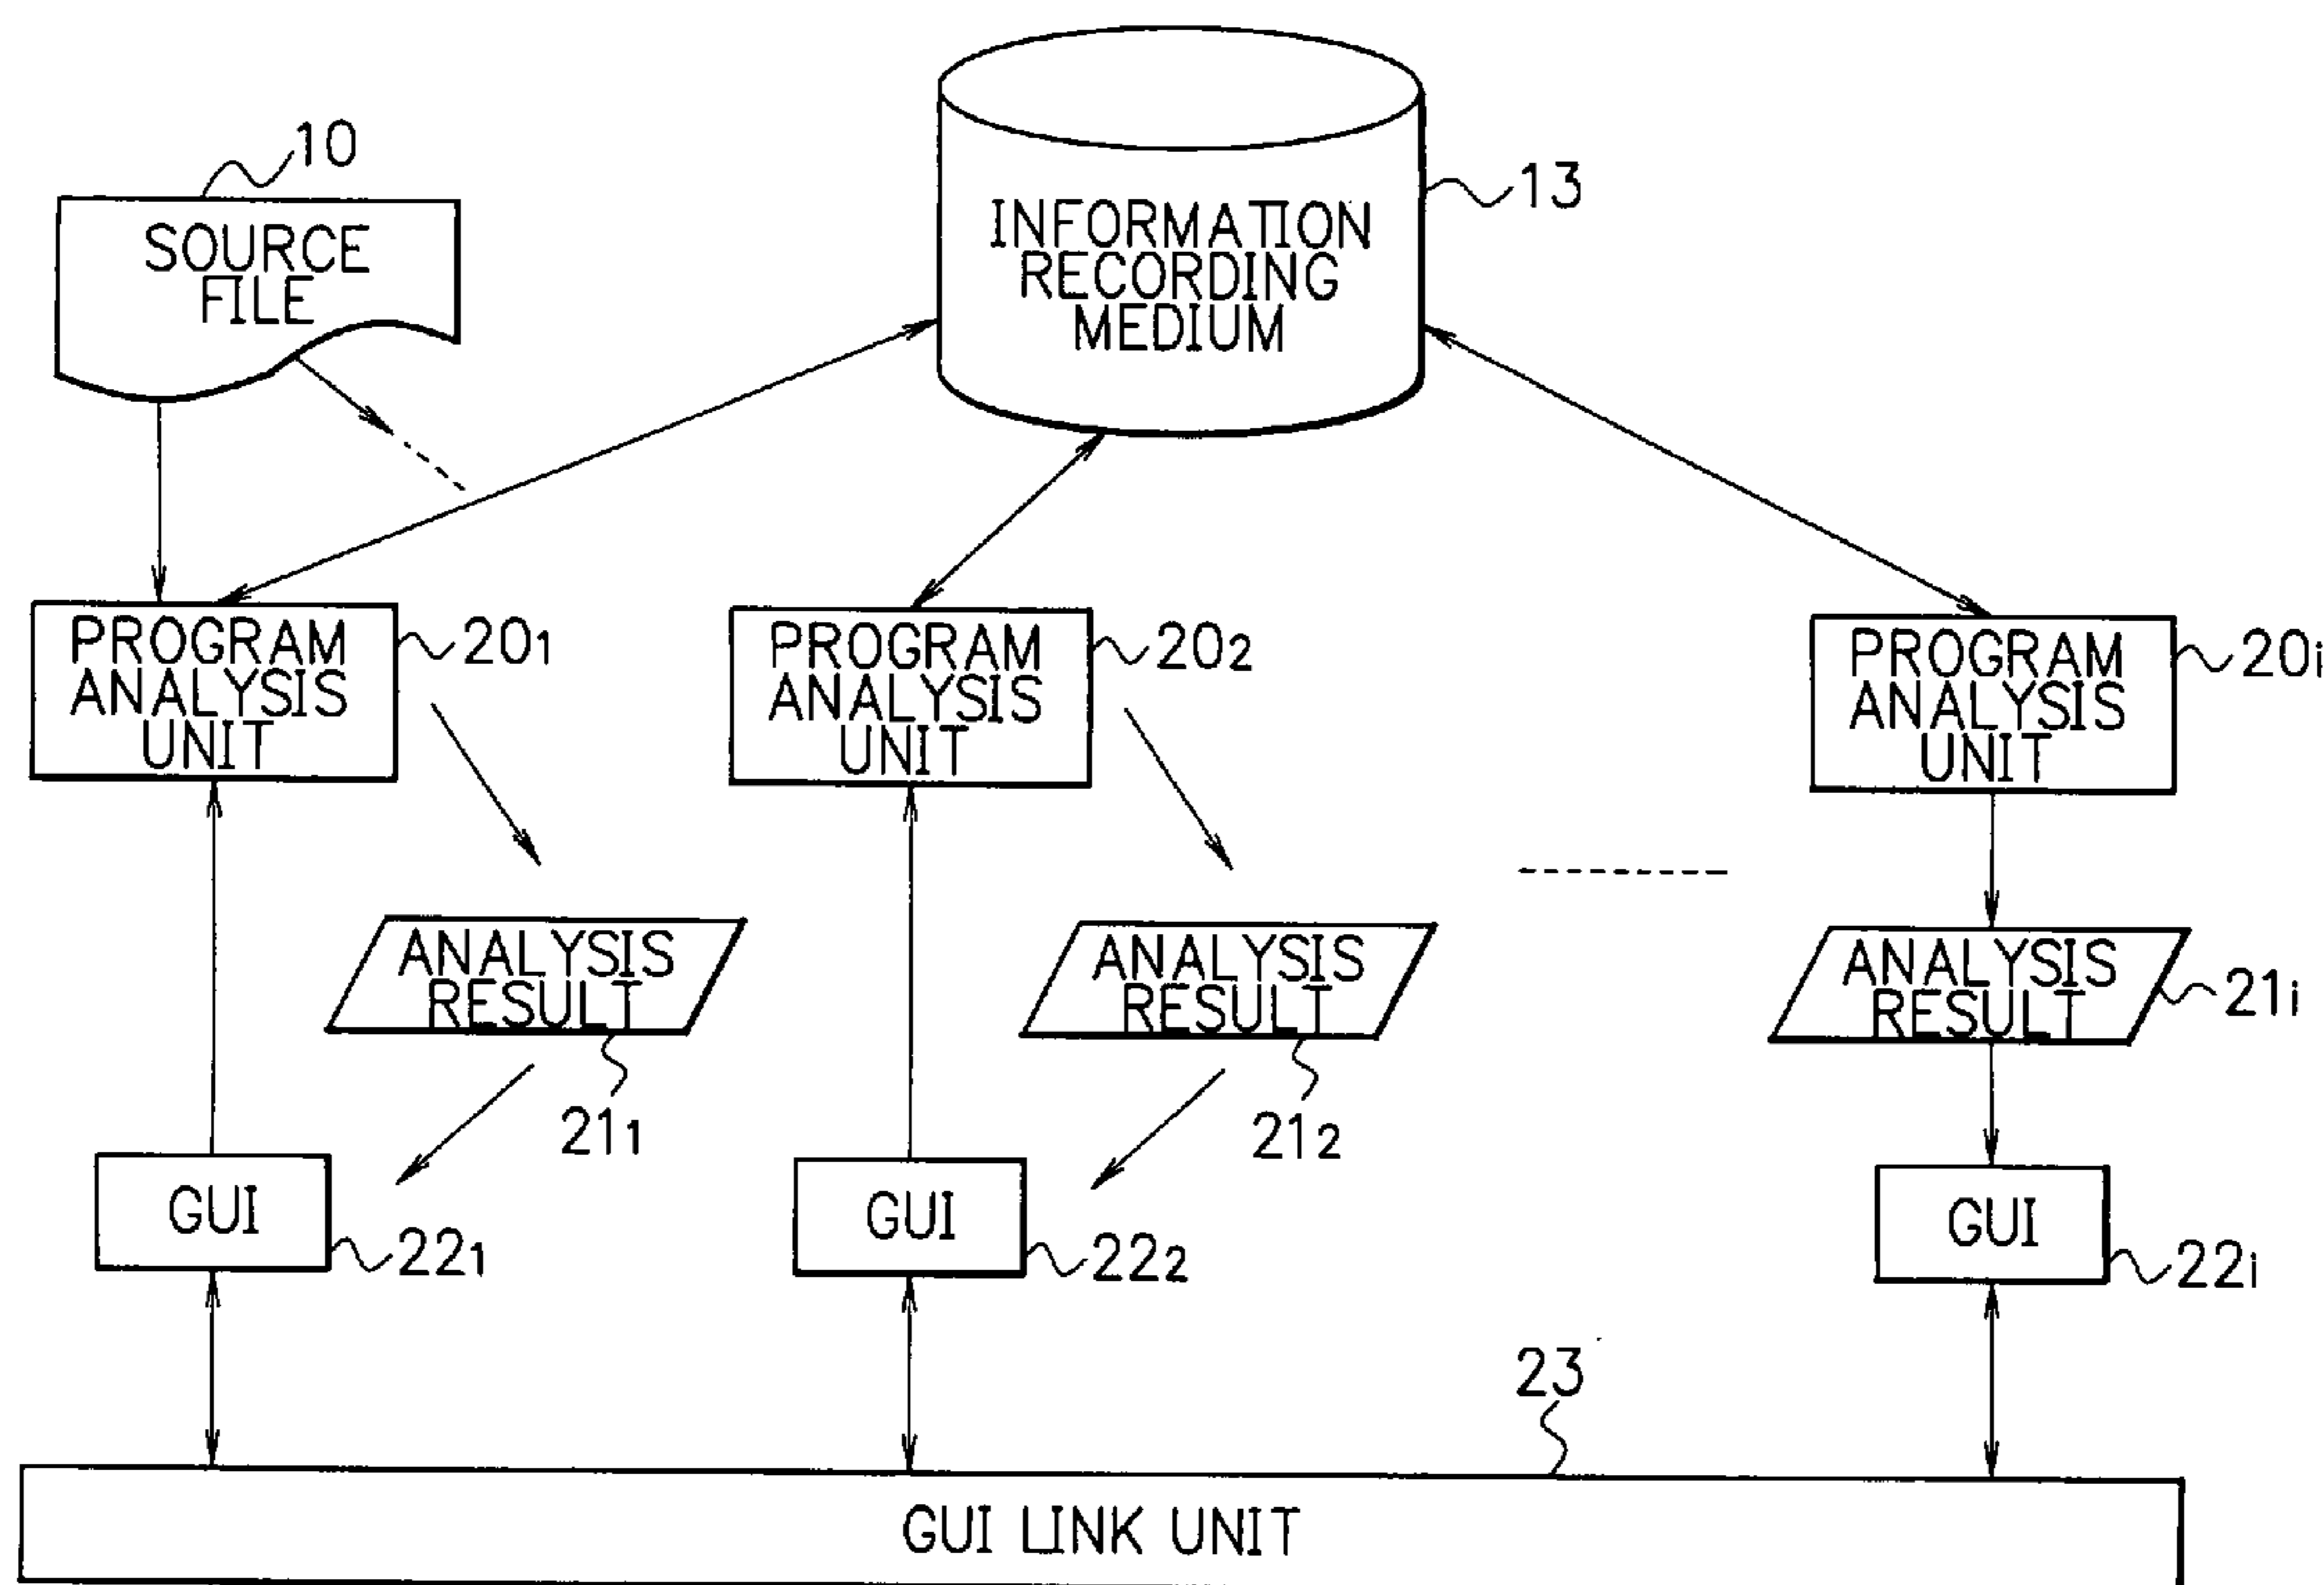 10
SOURCE
FILE
INFORMATION
RECORDING
MEDIUM
13
PROGRAM
ANALYSIS
UNIT
201
PROGRAM
ANALYSIS
UNIT
202
PROGRAM
ANALYSIS
UNIT
20i
ANALYSIS
RESULT
211
ANALYSIS
RESULT
212
ANALYSIS
RESULT
21i
GUI
221
GUI
222
GUI
22i
23
GUI LINK UNIT